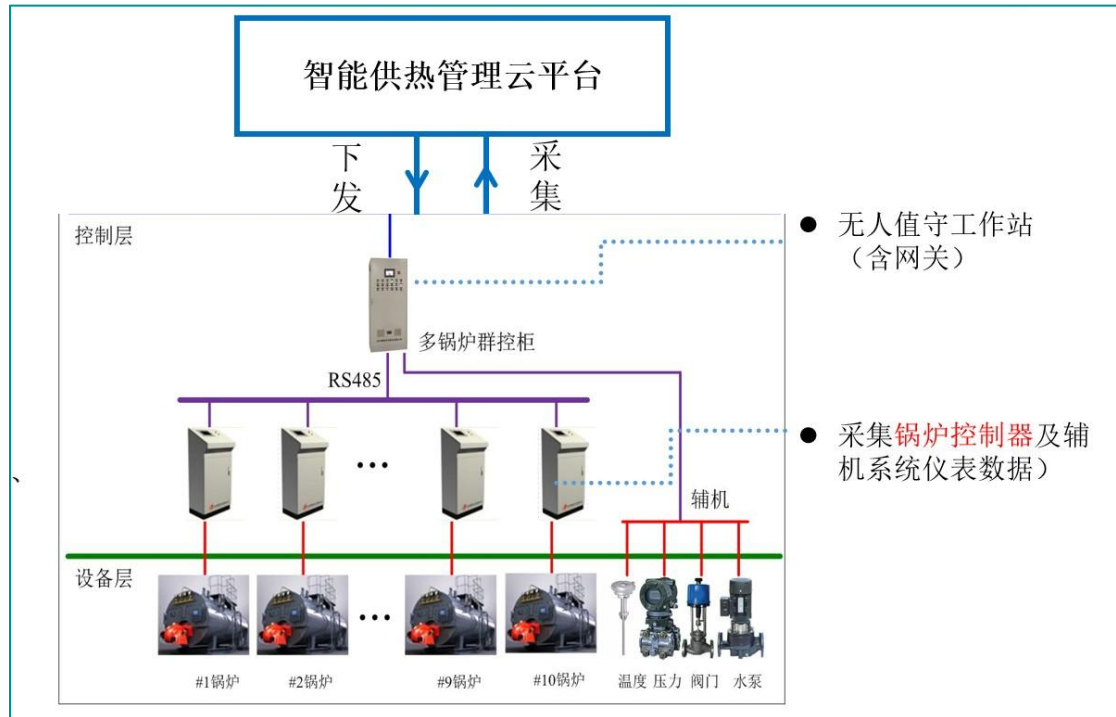 智能供热管理云平台
下发
采集
控制层
● 无人值守工作站
（含网关）
多锅炉群控柜
RS485
● 采集锅炉控制器及辅
机系统仪表数据）
、
•••
辅机
设备层
•••
#1锅炉 #2锅炉 #9锅炉 #10锅炉 温度 压力 阀门 水泵